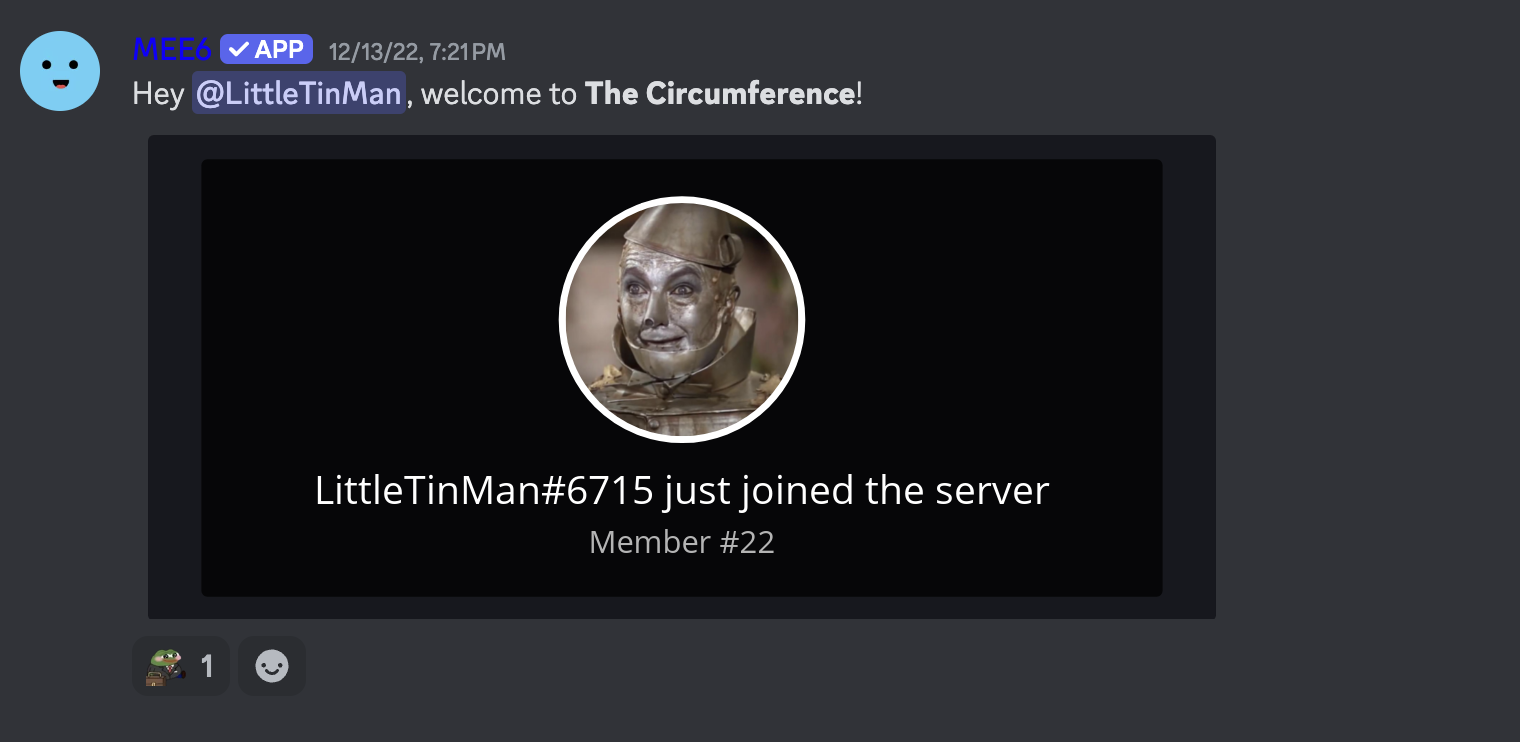 MEE6 APP 12/13/22, 7:21 PM
Hey @LittleTinMan, welcome to The Circumference!
LittleTinMan#6715 just joined the server
Member #22
1